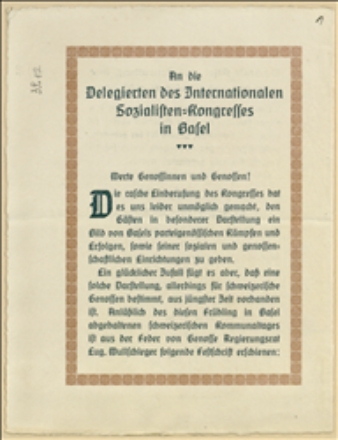 An die
Delegierten des Internationalen
Sozialisten-Kongresses
in Basel
Werte Genossinnen und Genossen!
Die rasche Einberufung des Kongresses hat
es uns leider unmöglich gemacht, den
Gästen in besonderer Darstellung ein
Bild von Basels parteigenössischen Kämpfen und
Erfolgen, sowie seiner sozialen und genossen-
schaftlichen Einrichtungen zu geben.
Ein glücklicher Zufall fügt es aber, daß eine
solche Darstellung, allerdings für schweizerische
Genossen bestimmt, aus jüngster Zeit vorhanden
ist. Anläßlich des diesen Frühling in Basel
abgehaltenen schweizerischen Kommunaltages
ist aus der Feder von Genosse Regierungsrat
Eug. Wullschleger folgende Festschrift erschienen: